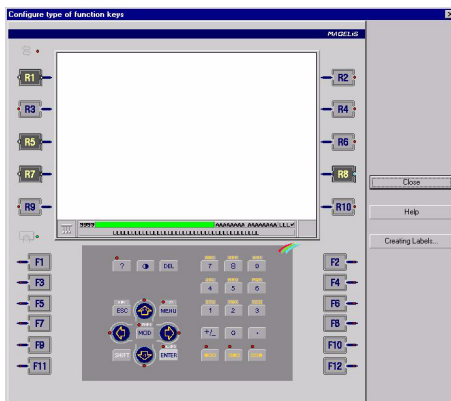 Configure type of function keys
MAGELiS
R1
R2
R3
R4
R5
R6
R7
R8
R9
R10
Close
Help
Creating Labels...
9999
F1
F2
F3
F4
F5
F6
F7
F8
F9
F10
F11
F12
? DEL 7 8 9
4 5 6
ESC MENU 1 2 3
MOD +/_ 0 .
SHIFT ENTER